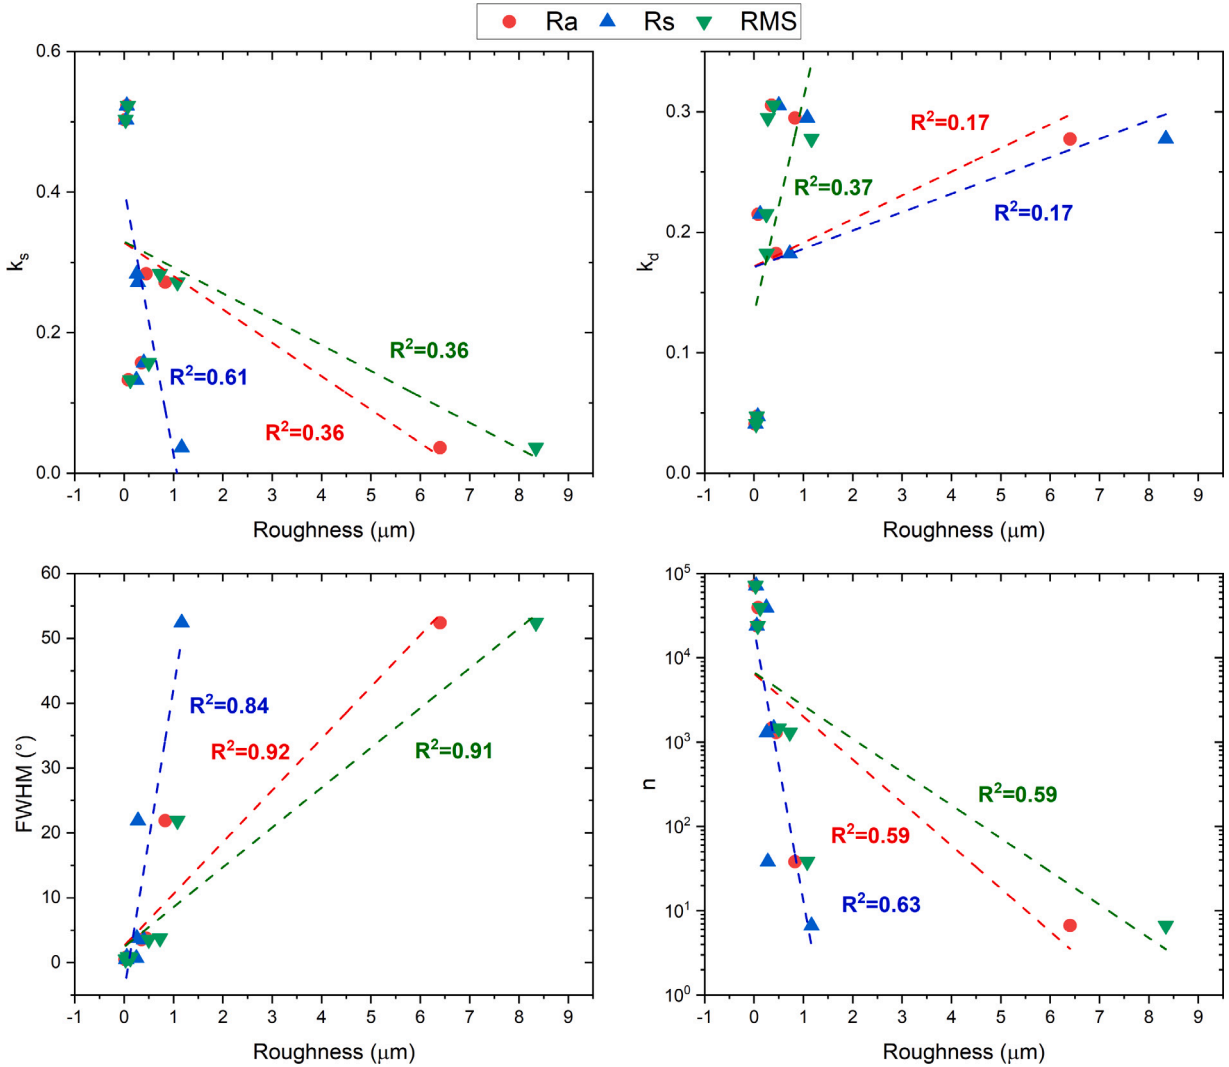 Ra Rs RMS
0.6
0.4
0.2
0.0
k_s
R²=0.61
R²=0.36
R²=0.36
-1 0 1 2 3 4 5 6 7 8 9
Roughness (μm)
0.3
0.2
0.1
0.0
k_d
R²=0.17
R²=0.37
R²=0.17
-1 0 1 2 3 4 5 6 7 8 9
Roughness (μm)
60
50
40
30
20
10
0
FWHM (°)
R²=0.84
R²=0.92
R²=0.91
-1 0 1 2 3 4 5 6 7 8 9
Roughness (μm)
10⁵
10⁴
10³
10²
10¹
10⁰
n
R²=0.59
R²=0.59
R²=0.63
-1 0 1 2 3 4 5 6 7 8 9
Roughness (μm)